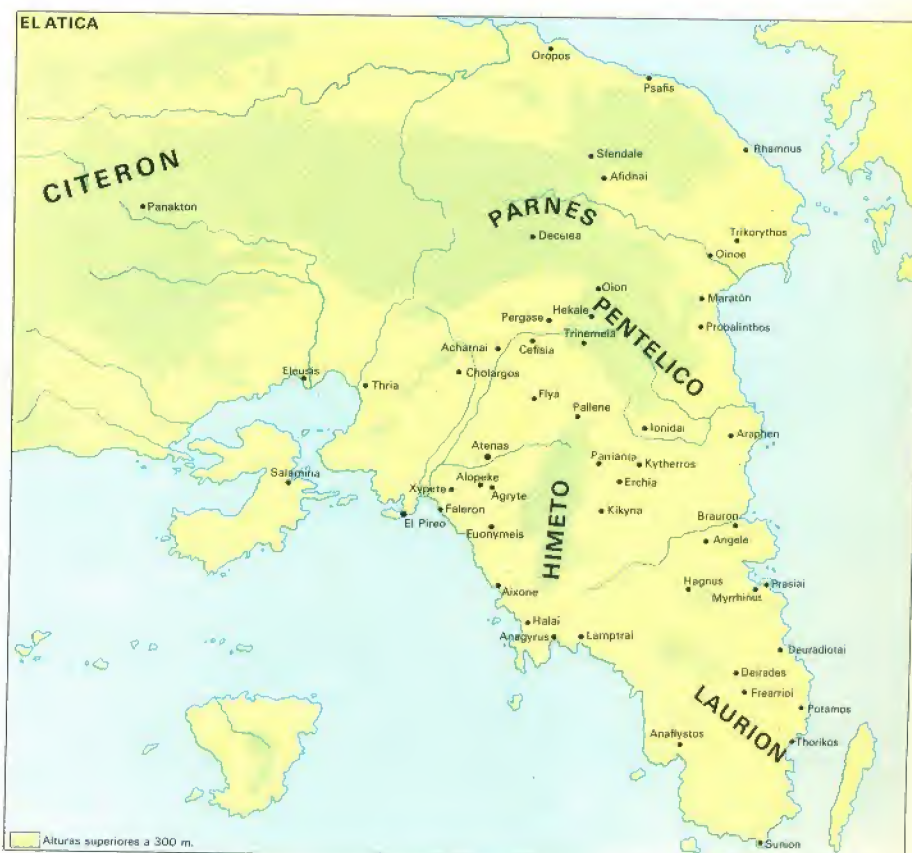 EL ATICA
Oropos
Psafis
Rhamnus
Sfendale
Afidnai
CITERON
Panakton
PARNES
Decelea
Trikorythos
Oinoe
Oion
Maratón
Hekale
Pergase
PENTELICO
Probalinthos
Trinemeia
Acharnai
Cefisia
Cholargos
Eleusis
Thria
Flya
Pallene
Ionidai
Araphen
Atenas
Paniania
Kytherros
Salamina
Alopeke
Erchia
Xypete
Agryte
HIMETO
Faleron
Kikyna
El Pireo
Euonymeis
Brauron
Angele
Aixone
Hagnus
Prasiai
Myrrhinus
Halai
Anagyrus
Lamptrai
Deuradiotai
Deirades
Frearrioi
LAURION
Potamos
Anaflystos
Thorikos
Alturas superiores a 300 m.
Sunion